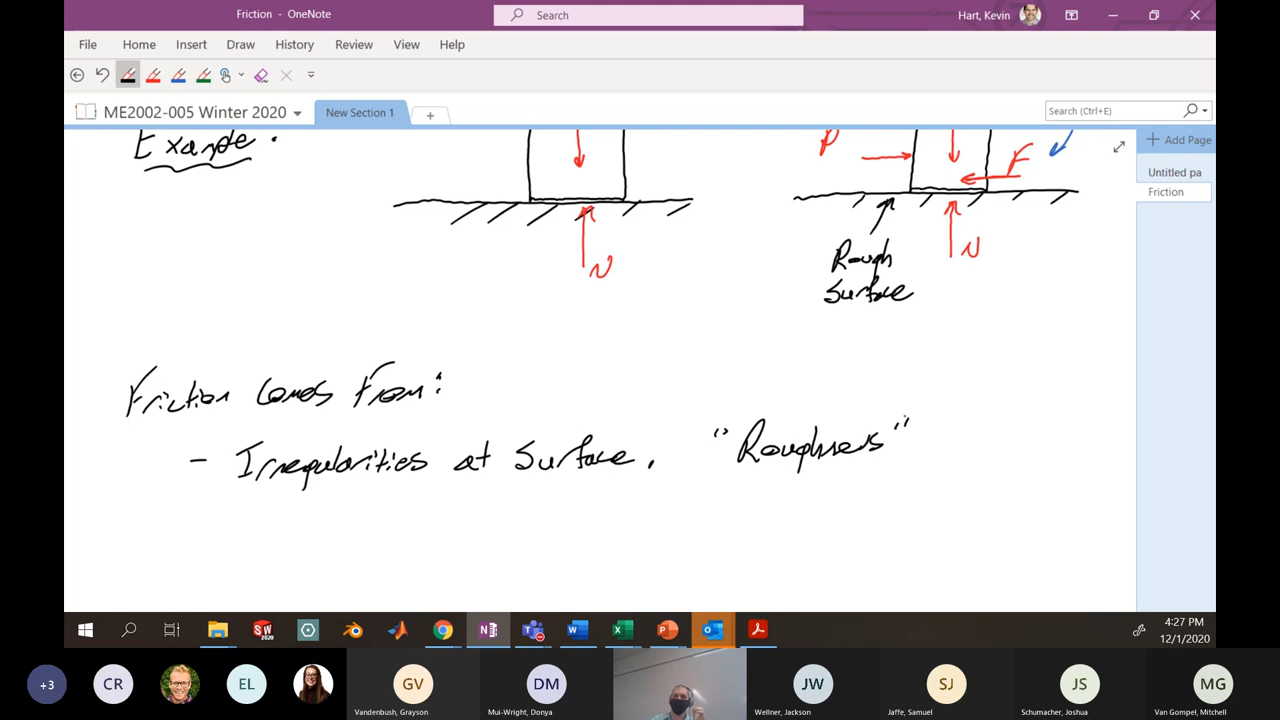 Friction - OneNote
Search
Hart, Kevin
File Home Insert Draw History Review View Help
ME2002-005 Winter 2020
New Section 1
Search (Ctrl+E)
Add Page
Untitled pa
Friction
Example.
P
F
N
N
Rough
Surface
Friction Comes From:
- Irregularities at Surface. "Roughness"
4:27 PM
12/1/2020
+3 CR EL GV DM JW SJ JS MG
Vandenbush, Grayson Mui-Wright, Donya Wellner, Jackson Jaffe, Samuel Schumacher, Joshua Van Gompel, Mitchell